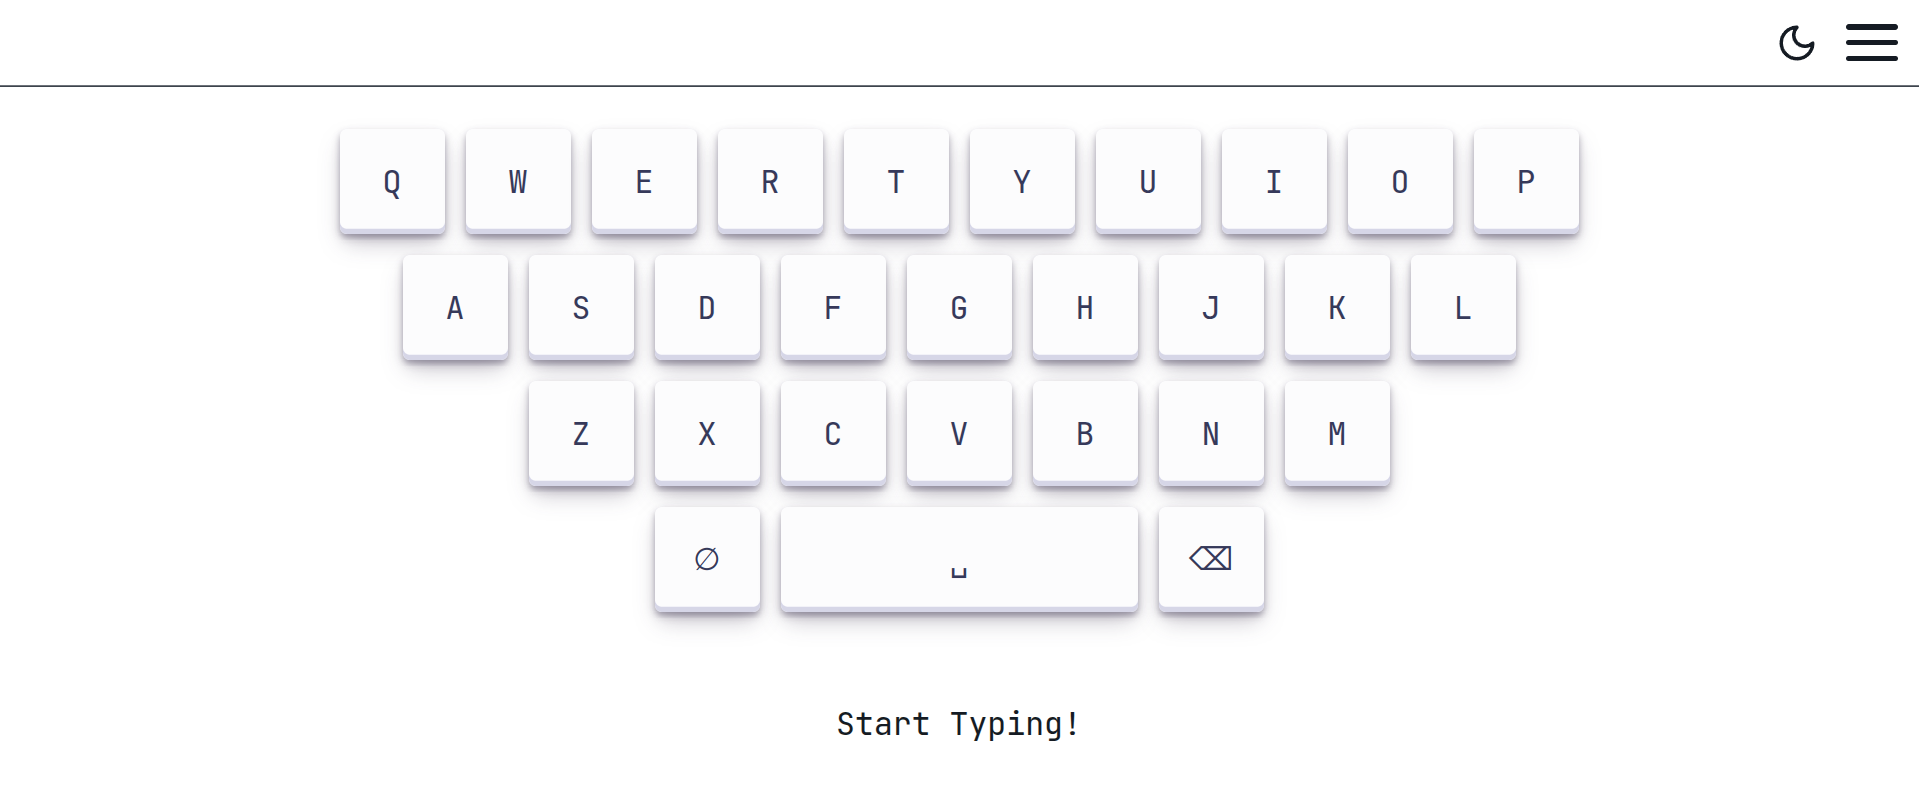 Q W E R T Y U I O P
A S D F G H J K L
Z X C V B N M
∅ ␣ ⌫
Start Typing!